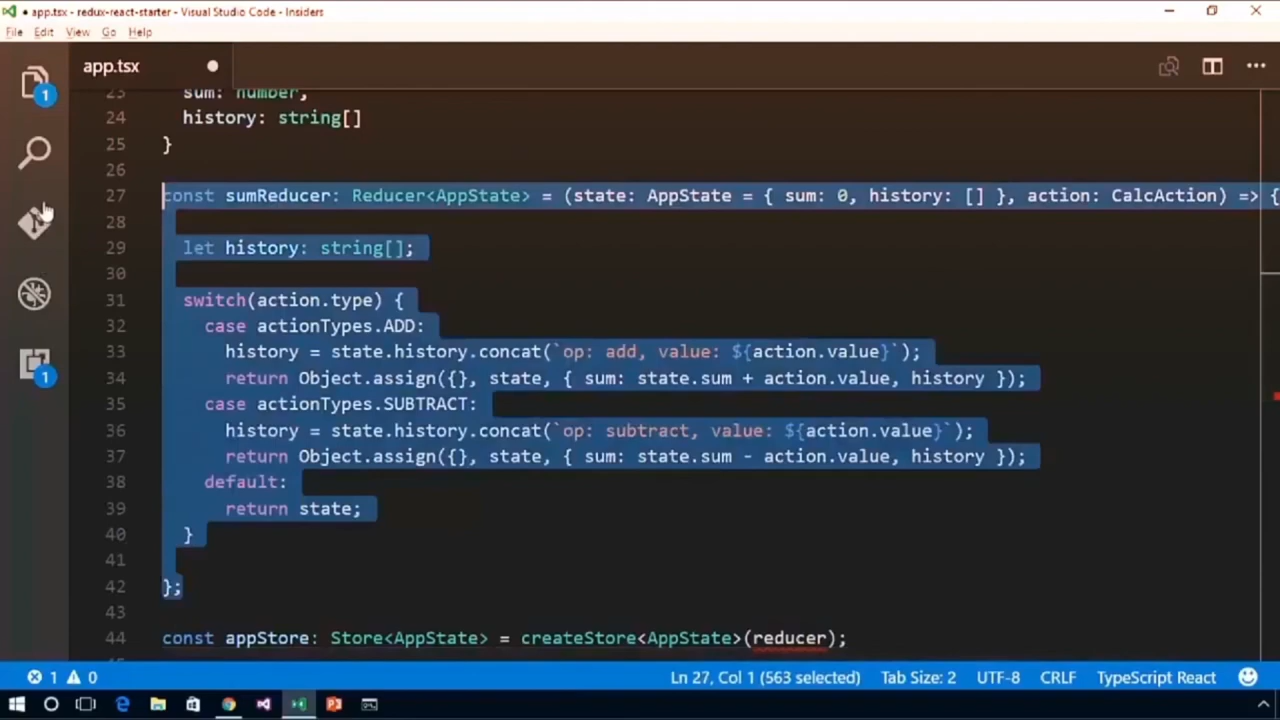 ● app.tsx - redux-react-starter - Visual Studio Code - Insiders
File Edit View Go Help
app.tsx
1
1
23 sum: number,
24 history: string[]
25 }
26
27 const sumReducer: Reducer<AppState> = (state: AppState = { sum: 0, history: [] }, action: CalcAction) => {
28
29 let history: string[];
30
31 switch(action.type) {
32 case actionTypes.ADD:
33 history = state.history.concat(`op: add, value: ${action.value}`);
34 return Object.assign({}, state, { sum: state.sum + action.value, history });
35 case actionTypes.SUBTRACT:
36 history = state.history.concat(`op: subtract, value: ${action.value}`);
37 return Object.assign({}, state, { sum: state.sum - action.value, history });
38 default:
39 return state;
40 }
41
42 };
43
44 const appStore: Store<AppState> = createStore<AppState>(reducer);
1 0 Ln 27, Col 1 (563 selected) Tab Size: 2 UTF-8 CRLF TypeScript React